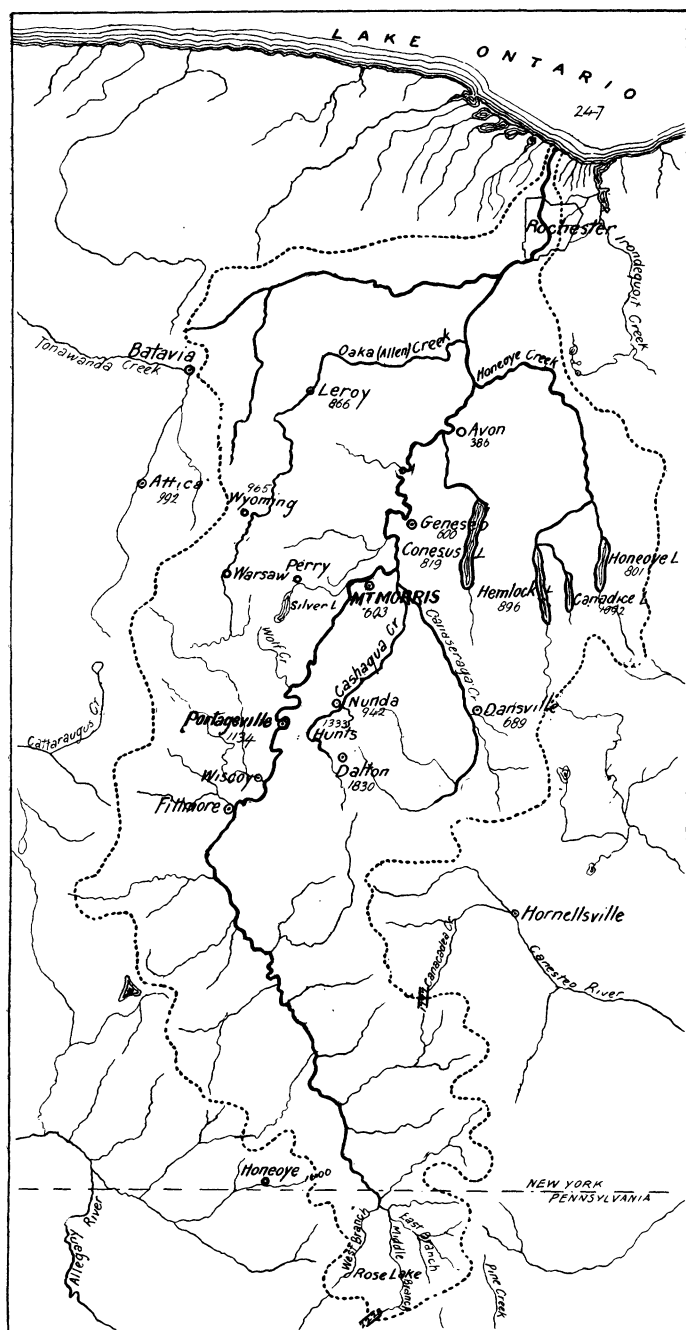 LAKE ONTARIO
247
Rochester
Irondequoit Creek
Tonawanda Creek
Batavia
Oaka (Allen) Creek
Honeoye Creek
Leroy
866
Avon
386
Attica
992
965
Wyoming
Geneseo
600
Conesus L
819
Honeoye L
801
Warsaw
Perry
Silver L
MT MORRIS
603
Hemlock L
896
Canadice L
1092
Wolf Cr
Cashaqua Cr
Canaseraga Cr
Cattaraugus Cr
Portageville
1134
Nunda
942
1333
Hunts
Dansville
689
Wiscoy
Dalton
1830
Fillmore
Hornellsville
Canacadea Cr
Canesteo River
Honeoye
1600
NEW YORK
PENNSYLVANIA
Allegany River
West Branch
Middle Branch
East Branch
Rose Lake
Pine Creek